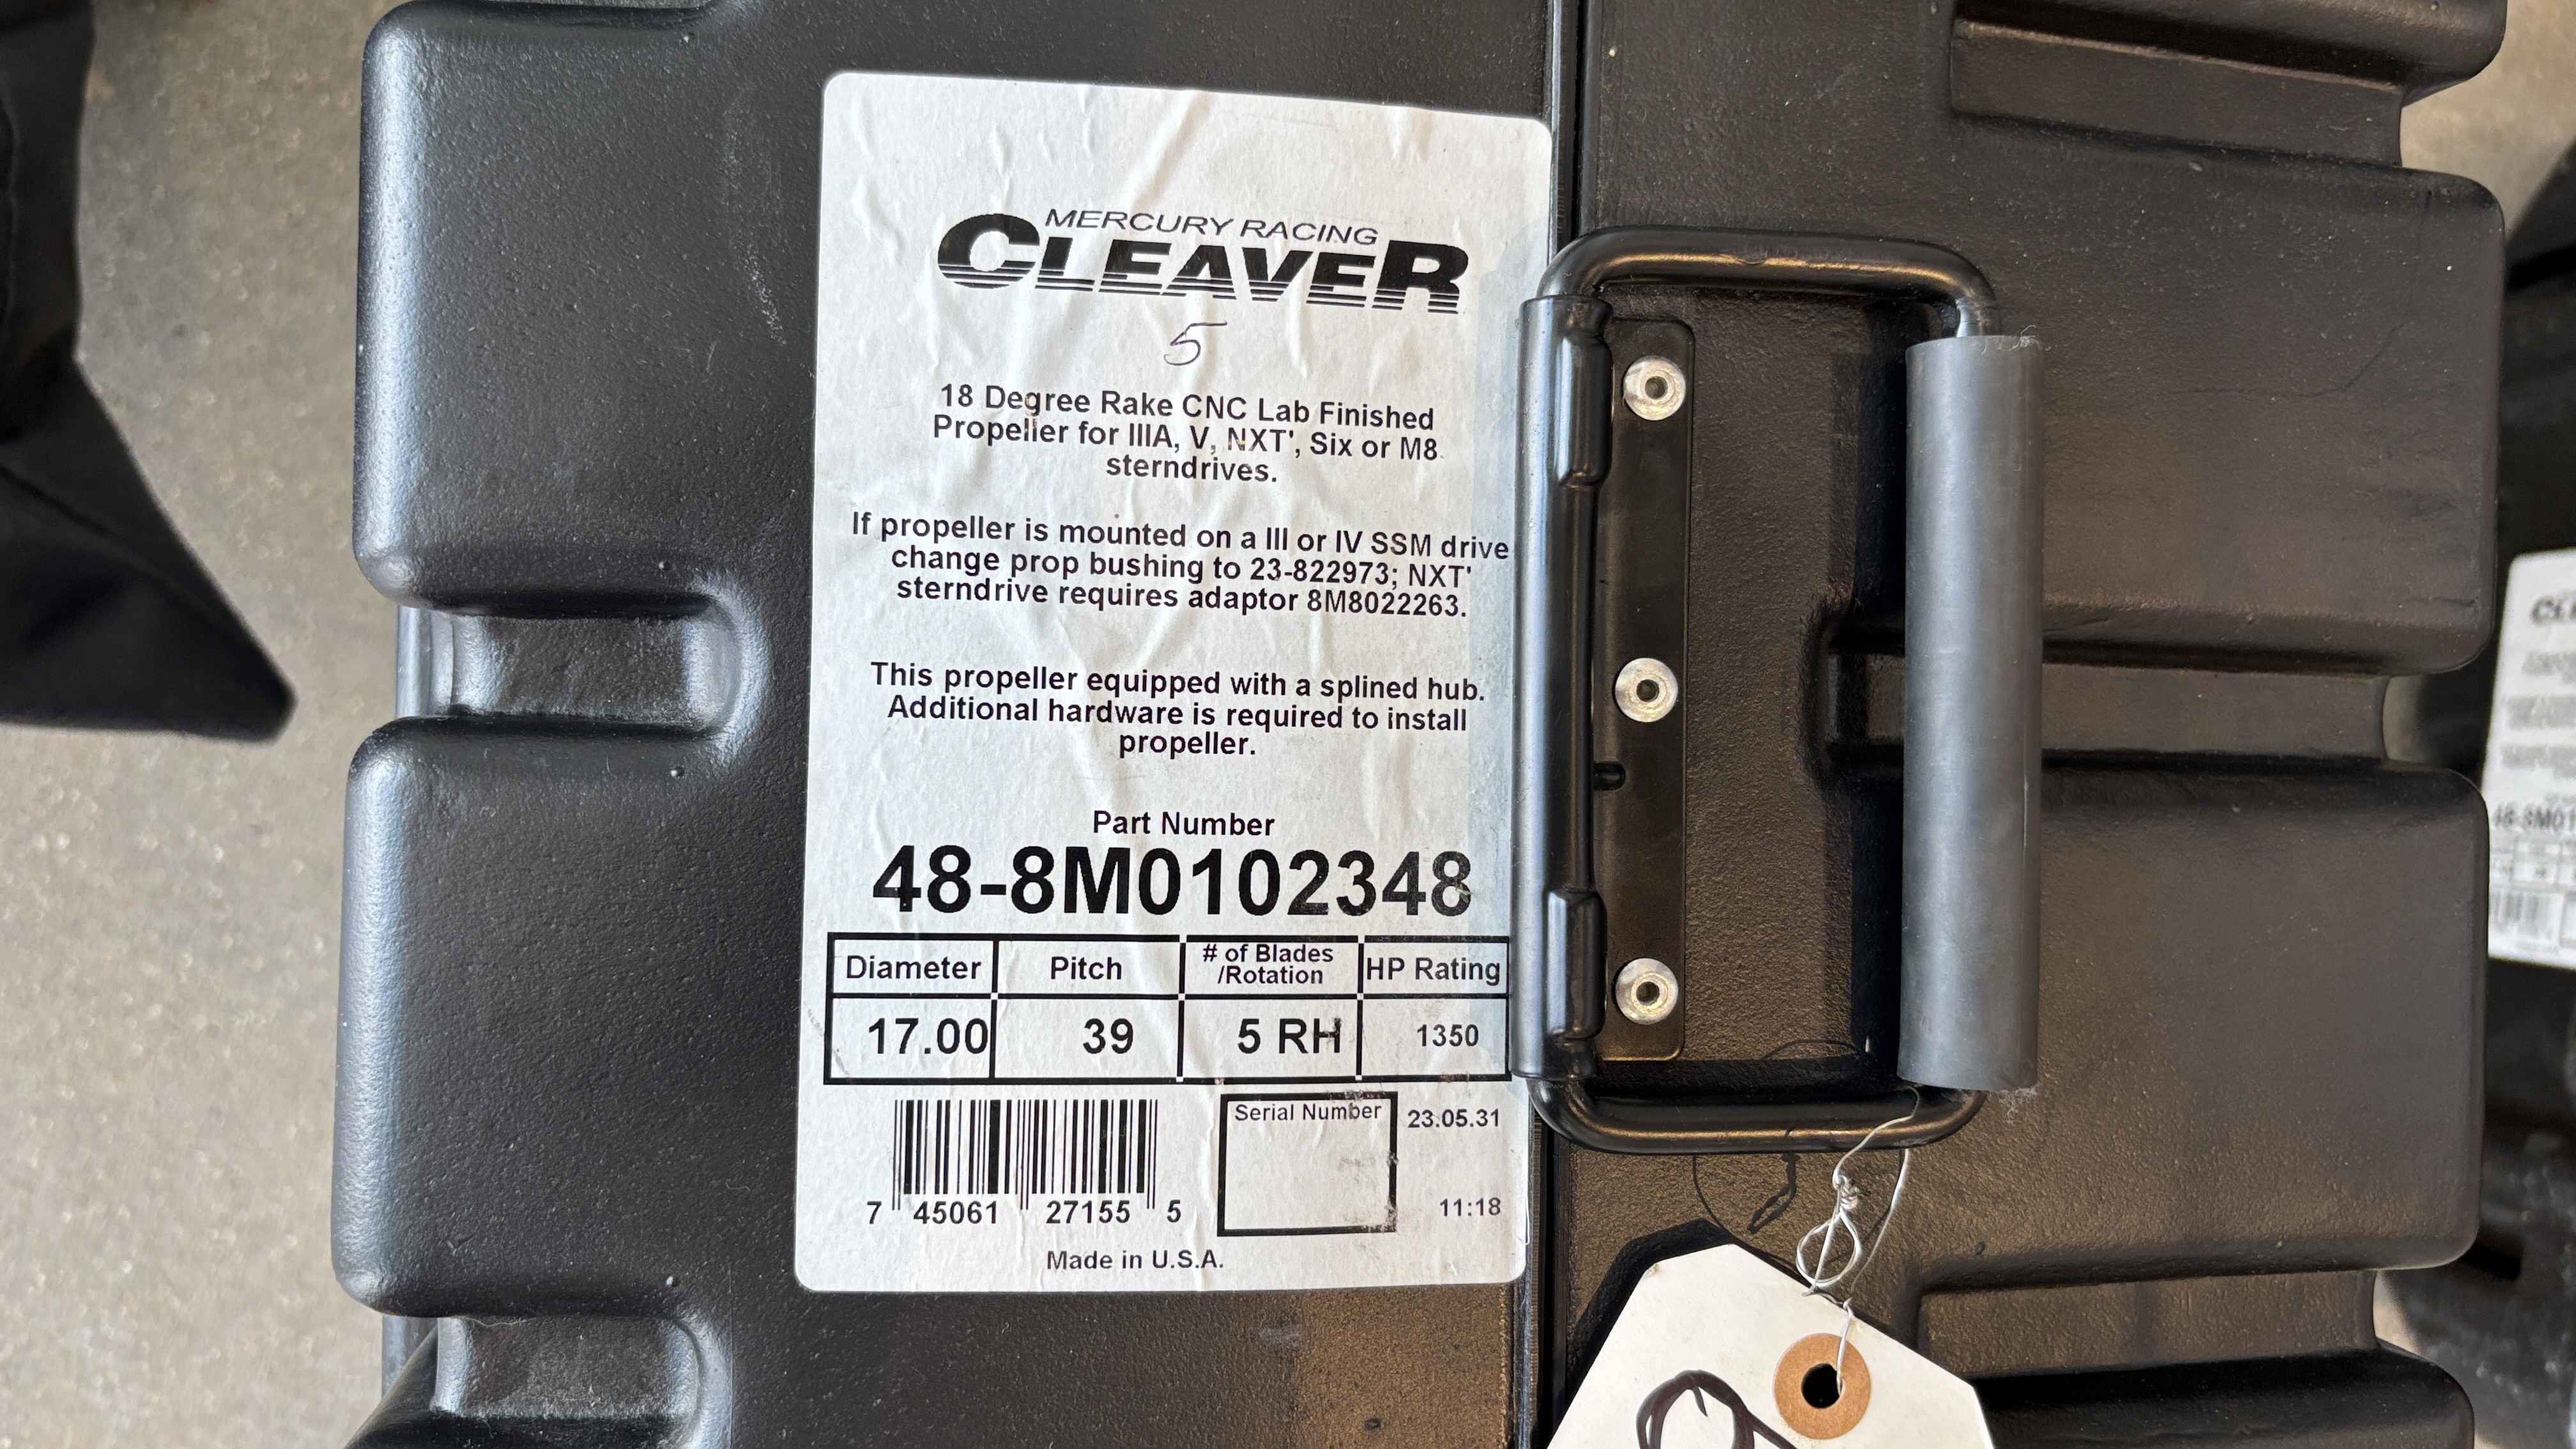 MERCURY RACING
CLEAVER
5
18 Degree Rake CNC Lab Finished
Propeller for IIIA, V, NXT', Six or M8
sterndrives.
If propeller is mounted on a III or IV SSM drive
change prop bushing to 23-822973; NXT'
sterndrive requires adaptor 8M8022263.
This propeller equipped with a splined hub.
Additional hardware is required to install
propeller.
Part Number
48-8M0102348
Diameter Pitch # of Blades /Rotation HP Rating
17.00 39 5 RH 1350
Serial Number 23.05.31
11:18
7 45061 27155 5
Made in U.S.A.